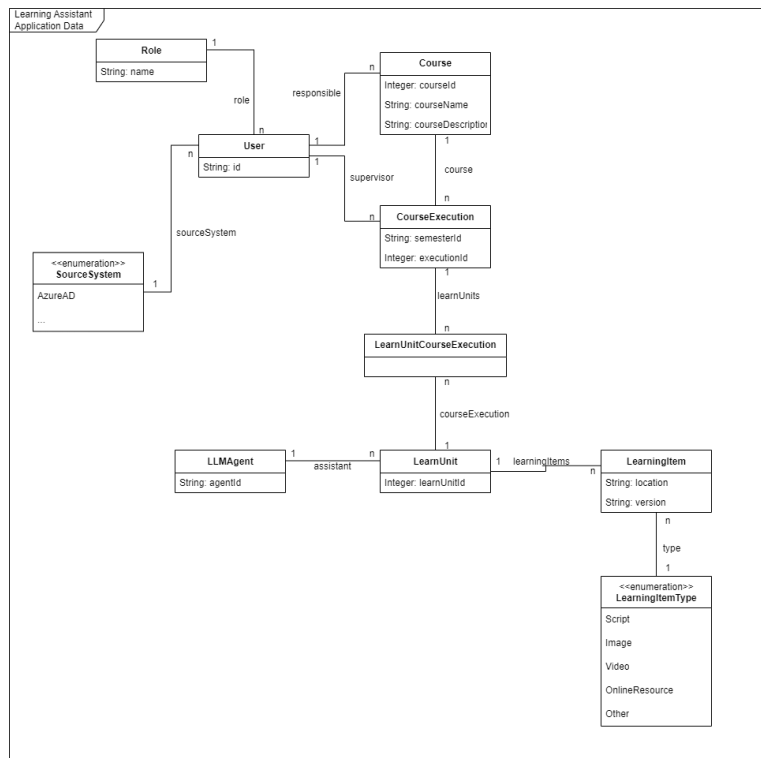 Learning Assistant
Application Data
Role
String: name
1
role
n
User
String: id
n
1
1
responsible
n
Course
Integer: courseId
String: courseName
String: courseDescription
1
course
n
supervisor
n
CourseExecution
String: semesterId
Integer: executionId
1
sourceSystem
1
<<enumeration>>
SourceSystem
AzureAD
...
learnUnits
n
LearnUnitCourseExecution
n
courseExecution
1
LLMAgent
String: agentId
1
assistant
n
LearnUnit
Integer: learnUnitId
1
learningItems
n
LearningItem
String: location
String: version
n
type
1
<<enumeration>>
LearningItemType
Script
Image
Video
OnlineResource
Other